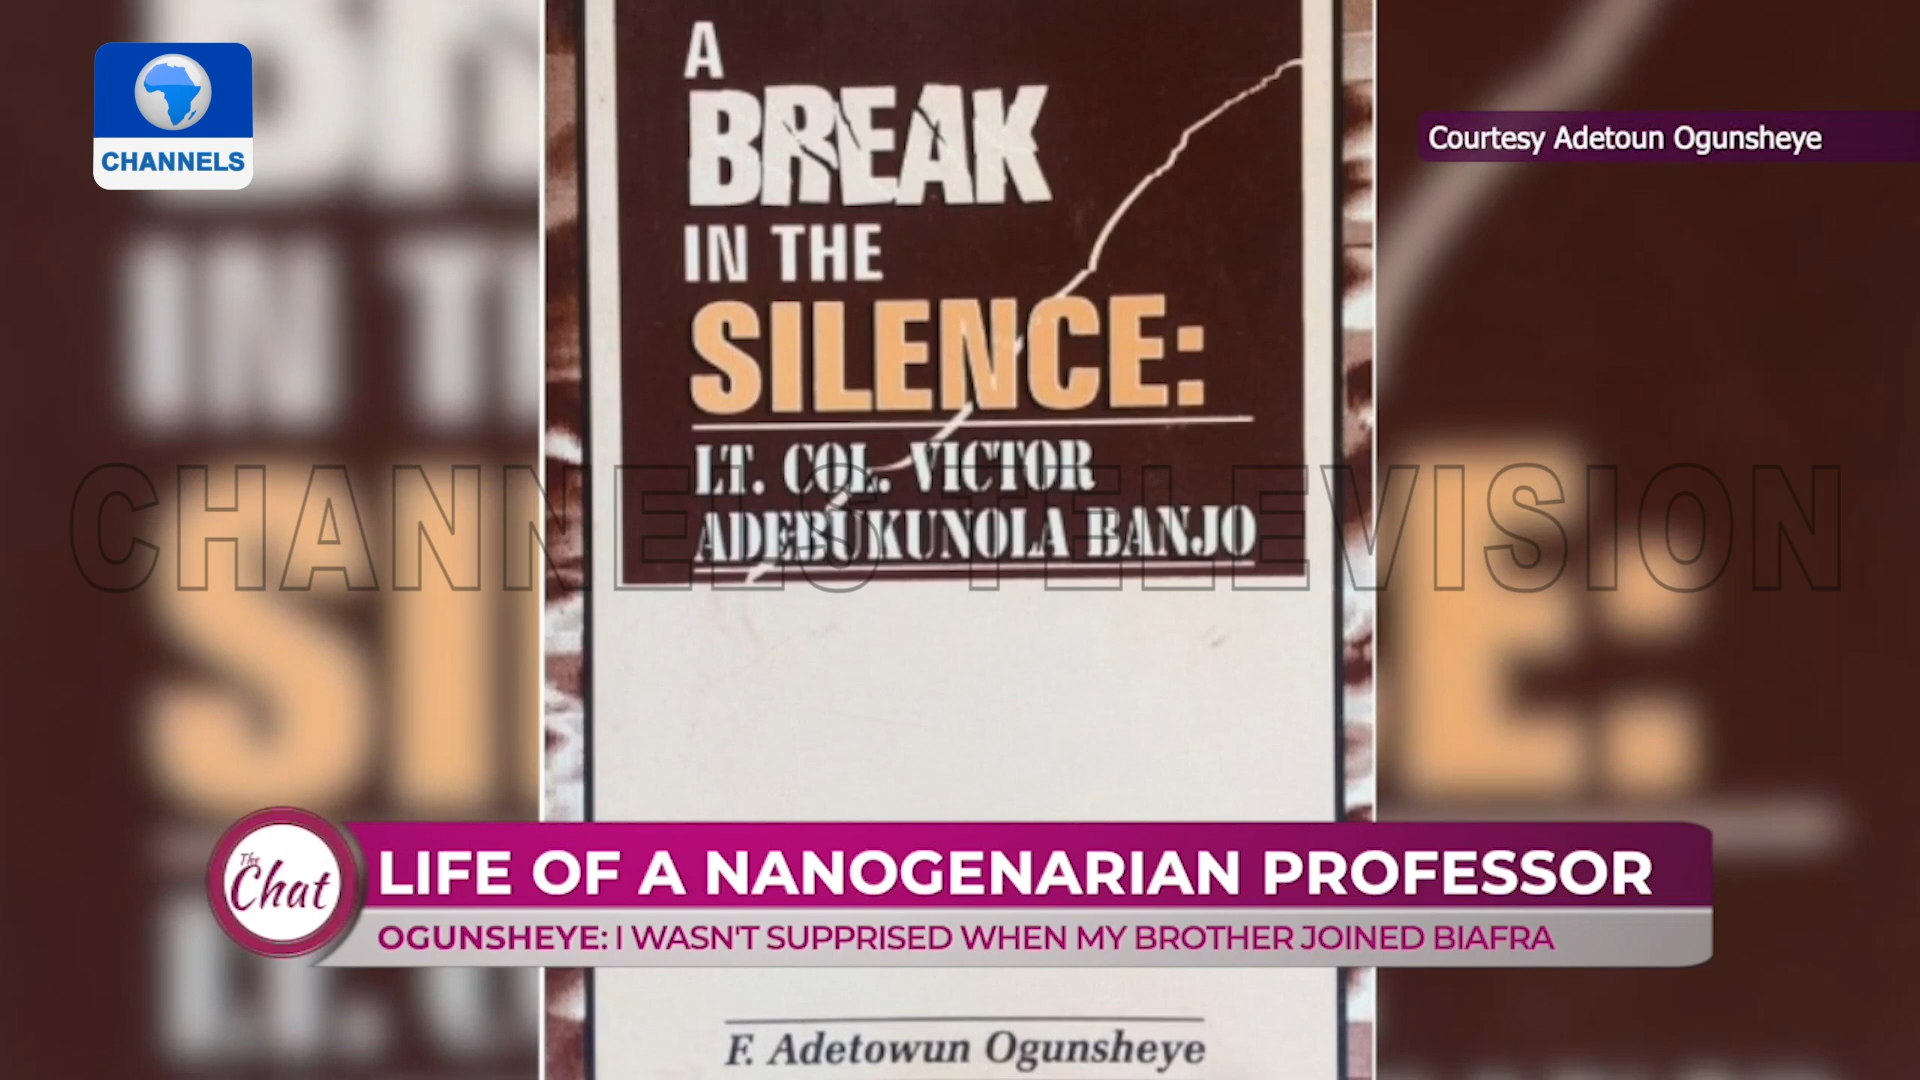 CHANNELS
Courtesy Adetoun Ogunsheye
A
BREAK
IN THE
SILENCE:
LT. COL. VICTOR
ADEBUKUNOLA BANJO
CHANNELS TELEVISION
The
Chat
LIFE OF A NANOGENARIAN PROFESSOR
OGUNSHEYE: I WASN'T SUPPRISED WHEN MY BROTHER JOINED BIAFRA
F. Adetowun Ogunsheye